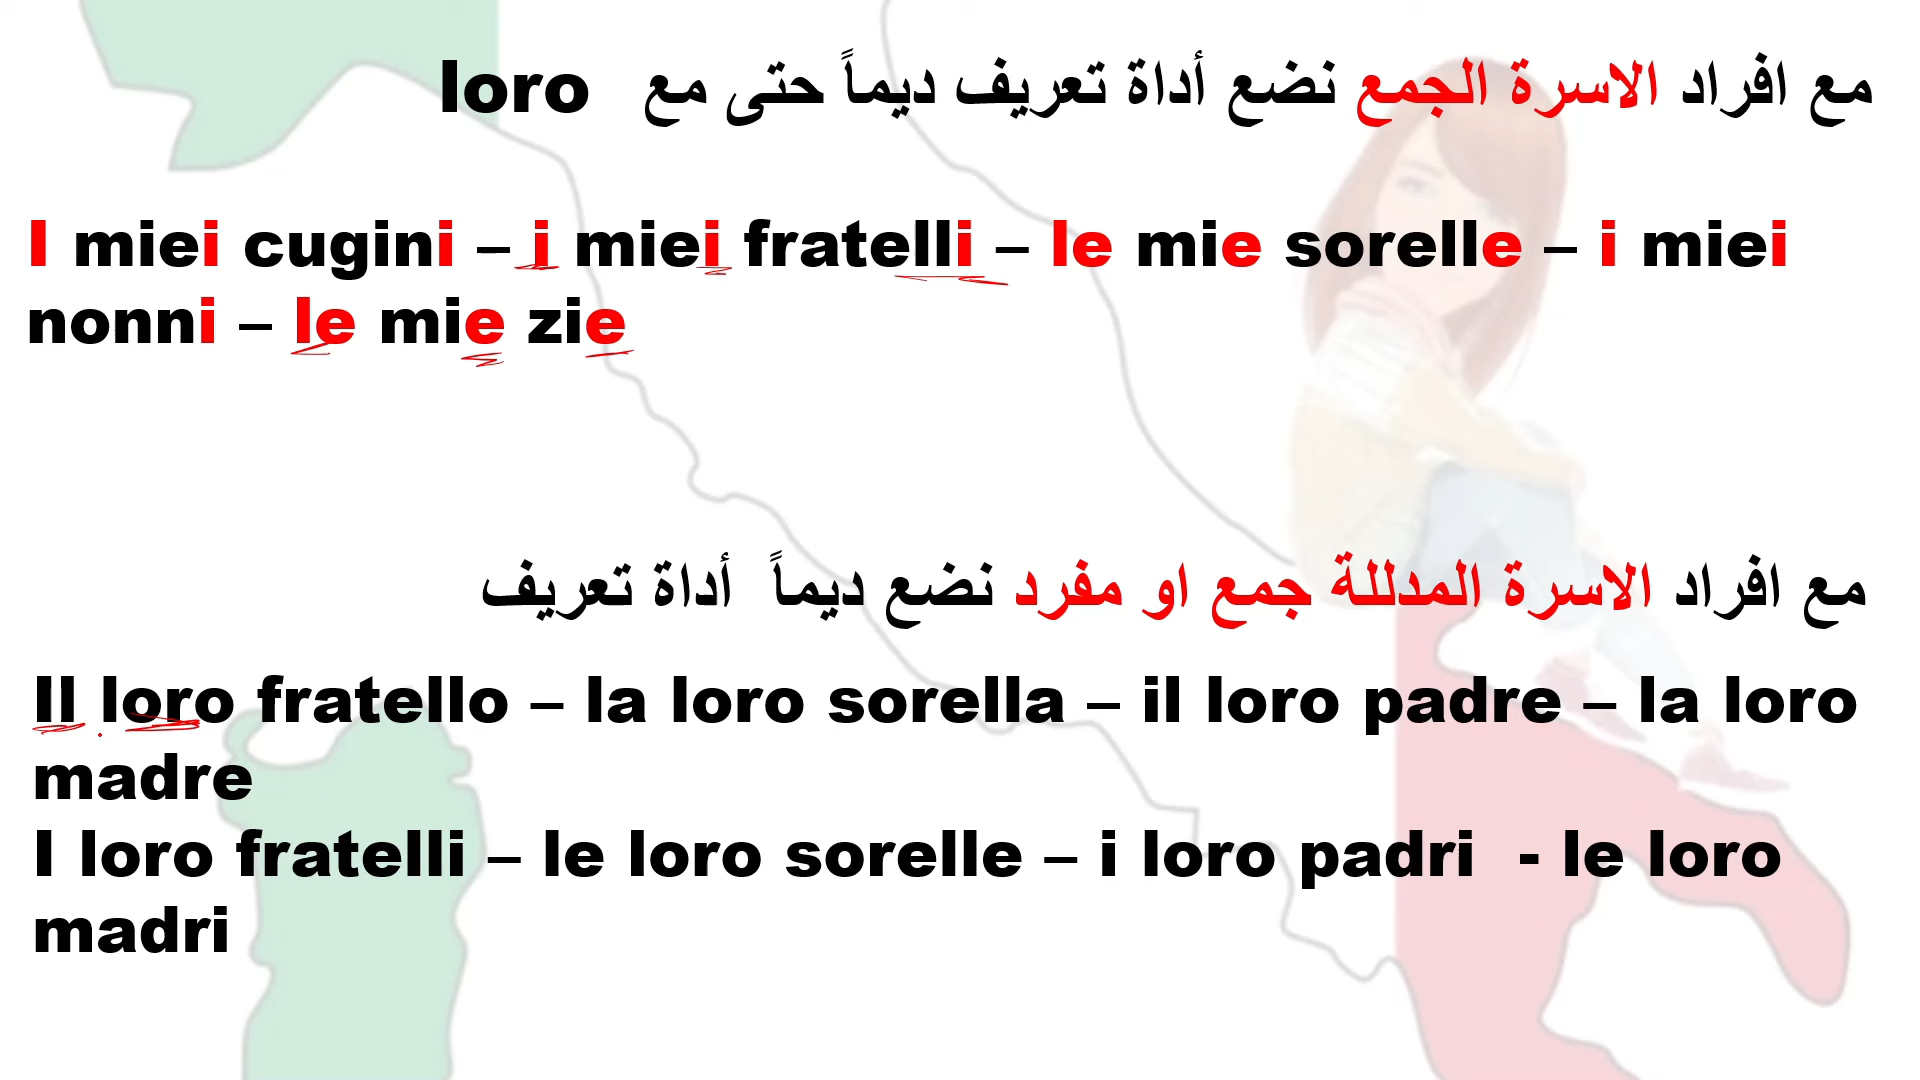 مع افراد الاسرة الجمع نضع أداة تعريف ديماً حتى مع loro
I miei cugini – i miei fratelli – le mie sorelle – i miei
nonni – le mie zie
مع افراد الاسرة المدللة جمع او مفرد نضع ديماً أداة تعريف
Il loro fratello – la loro sorella – il loro padre – la loro
madre
I loro fratelli – le loro sorelle – i loro padri - le loro
madri